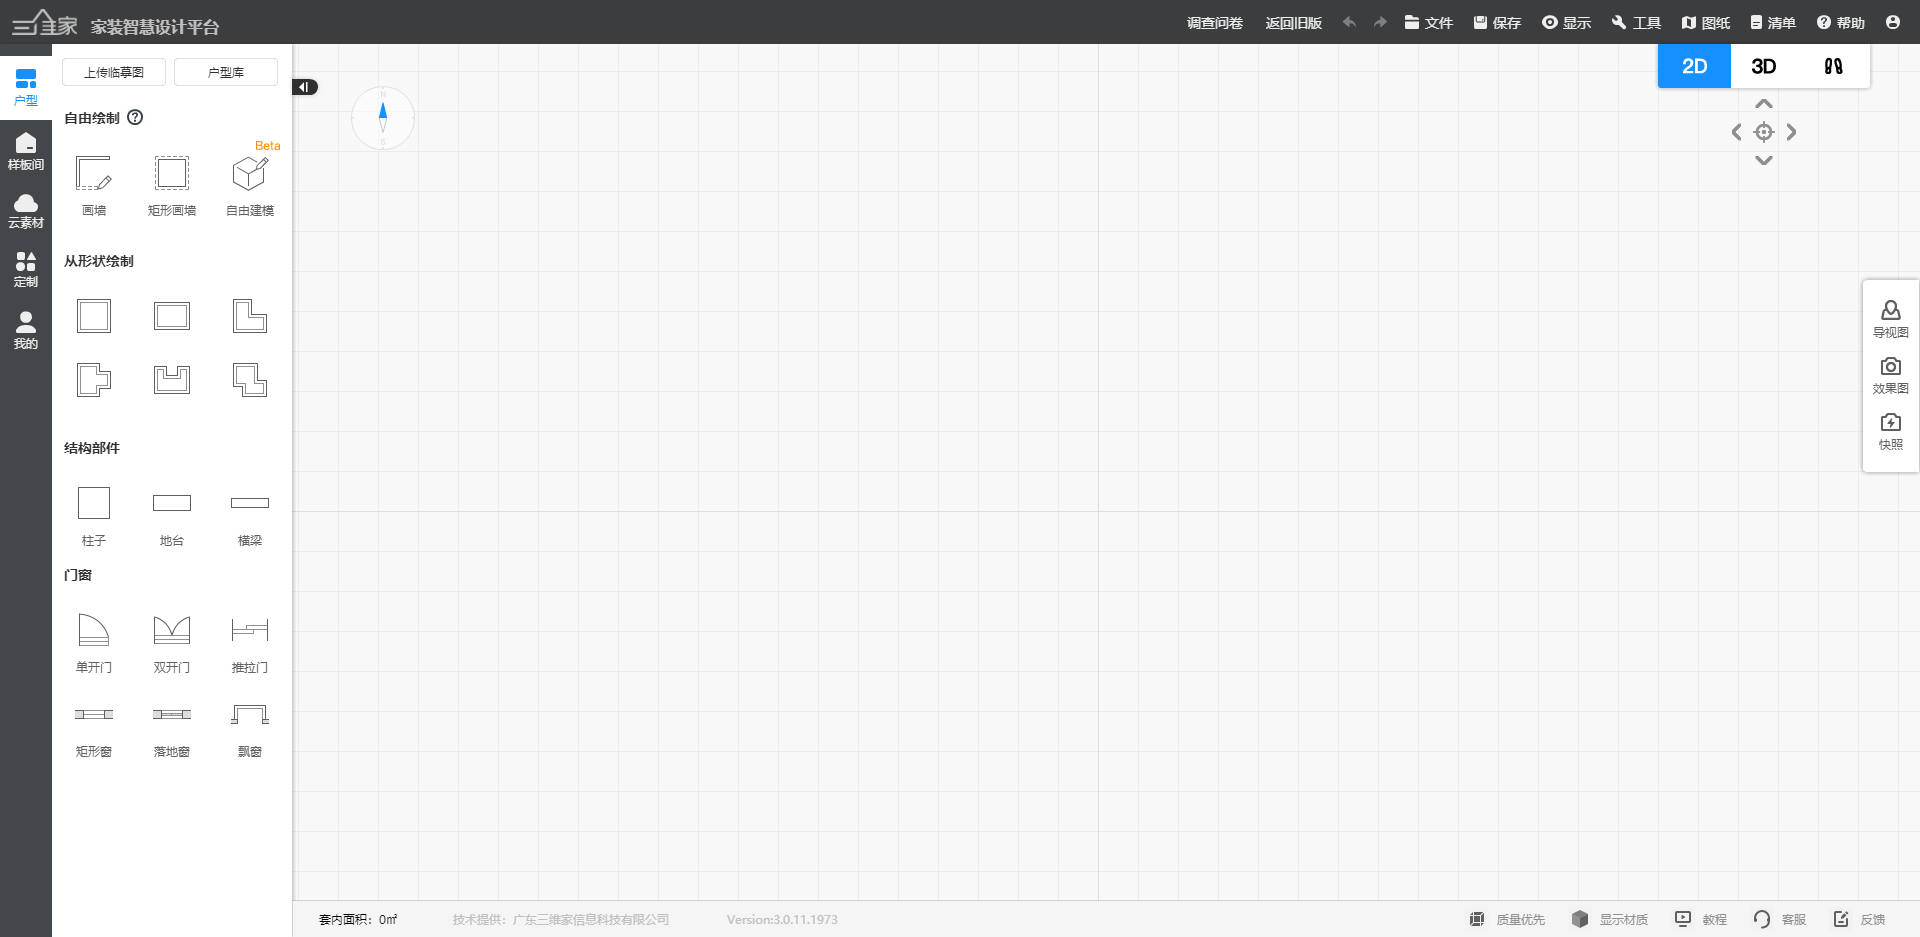 三维家 家装智慧设计平台
调查问卷 返回旧版 文件 保存 显示 工具 图纸 清单 帮助
户型
样板间
云素材
定制
我的
上传临摹图 户型库
自由绘制
Beta
画墙 矩形画墙 自由建模
从形状绘制
结构部件
柱子 地台 横梁
门窗
单开门 双开门 推拉门
矩形窗 落地窗 飘窗
N
S
2D 3D
导视图
效果图
快照
套内面积：0㎡ 技术提供：广东三维家信息科技有限公司 Version:3.0.11.1973
质量优先 显示材质 教程 客服 反馈